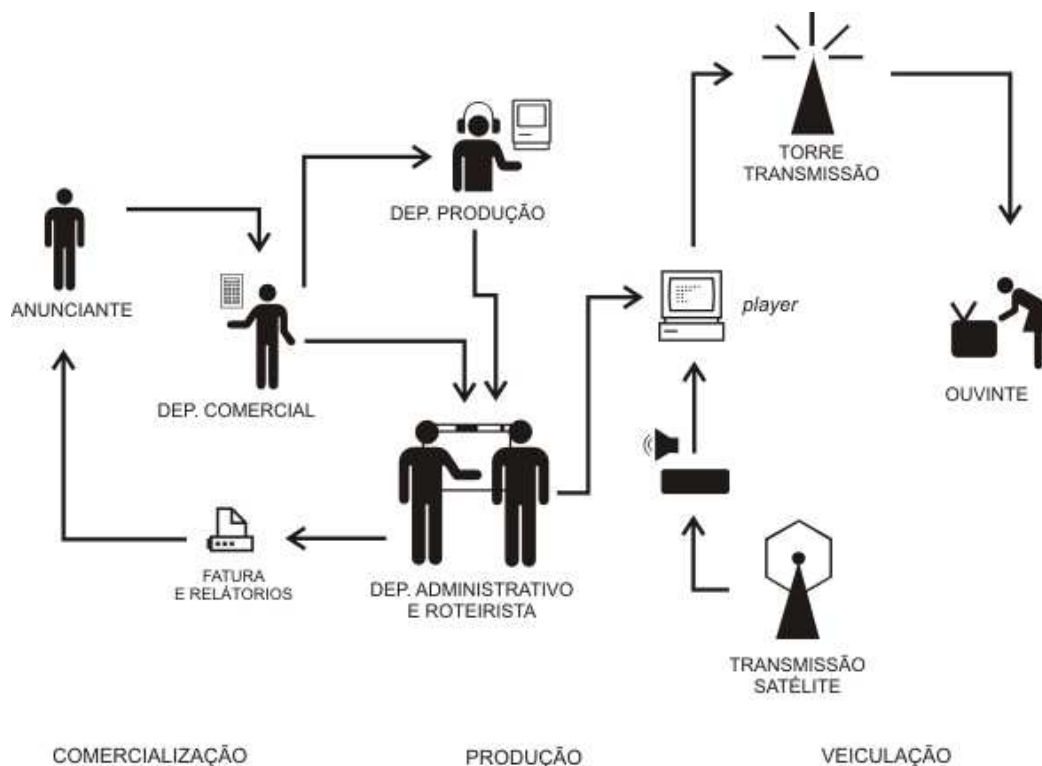 TORRE
TRANSMISSÃO
DEP. PRODUÇÃO
ANUNCIANTE
player
OUVINTE
DEP. COMERCIAL
FATURA
E RELÁTORIOS
DEP. ADMINISTRATIVO
E ROTEIRISTA
TRANSMISSÃO
SATÉLITE
COMERCIALIZAÇÃO
PRODUÇÃO
VEICULAÇÃO